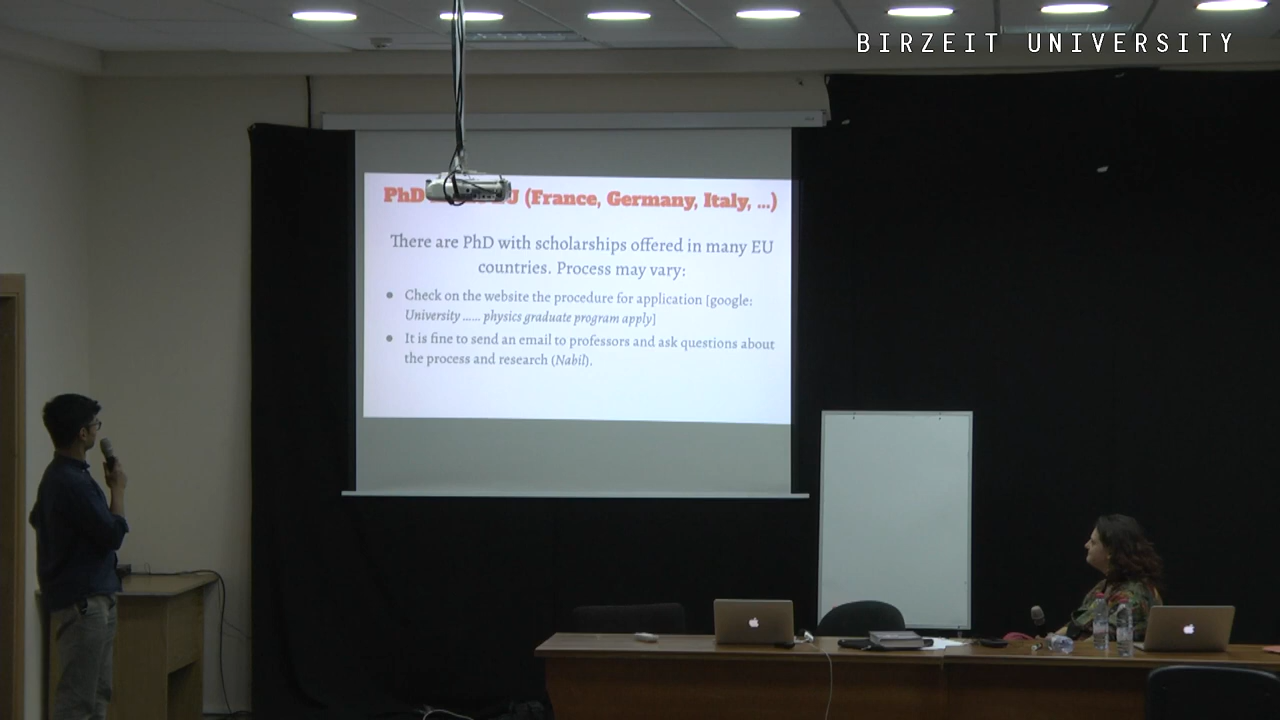 BIRZEIT UNIVERSITY
PhD U (France, Germany, Italy, ...)
There are PhD with scholarships offered in many EU
countries. Process may vary:
● Check on the website the procedure for application [google:
University ...... physics graduate program apply]
● It is fine to send an email to professors and ask questions about
the process and research (Nabil).